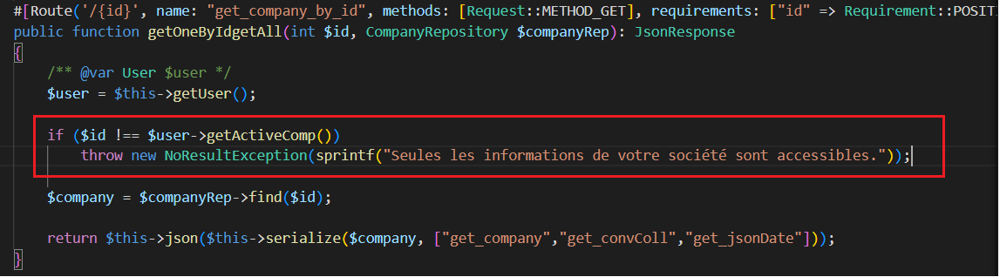 #[Route('/{id}', name: "get_company_by_id", methods: [Request::METHOD_GET], requirements: ["id" => Requirement::POSITI
public function getOneByIdgetAll(int $id, CompanyRepository $companyRep): JsonResponse
{
/** @var User $user */
$user = $this->getUser();
if ($id !== $user->getActiveComp())
throw new NoResultException(sprintf("Seules les informations de votre société sont accessibles."));
$company = $companyRep->find($id);
return $this->json($this->serialize($company, ["get_company","get_convColl","get_jsonDate"]));
}